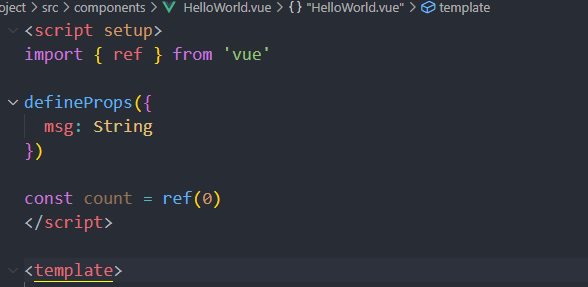 oject > src > components > HelloWorld.vue > {} "HelloWorld.vue" > template
<script setup>
import { ref } from 'vue'
defineProps({
  msg: String
})
const count = ref(0)
</script>
<template>